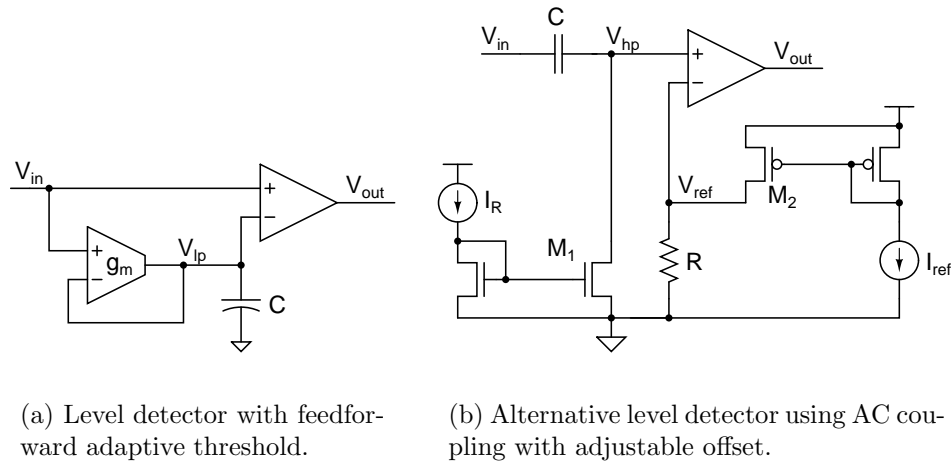 V_in
V_lp
g_m
C
V_out
+
−
+
−
(a) Level detector with feedfor-
ward adaptive threshold.
C
V_in
V_hp
V_out
+
−
I_R
M_1
V_ref
R
M_2
I_ref
(b) Alternative level detector using AC cou-
pling with adjustable offset.